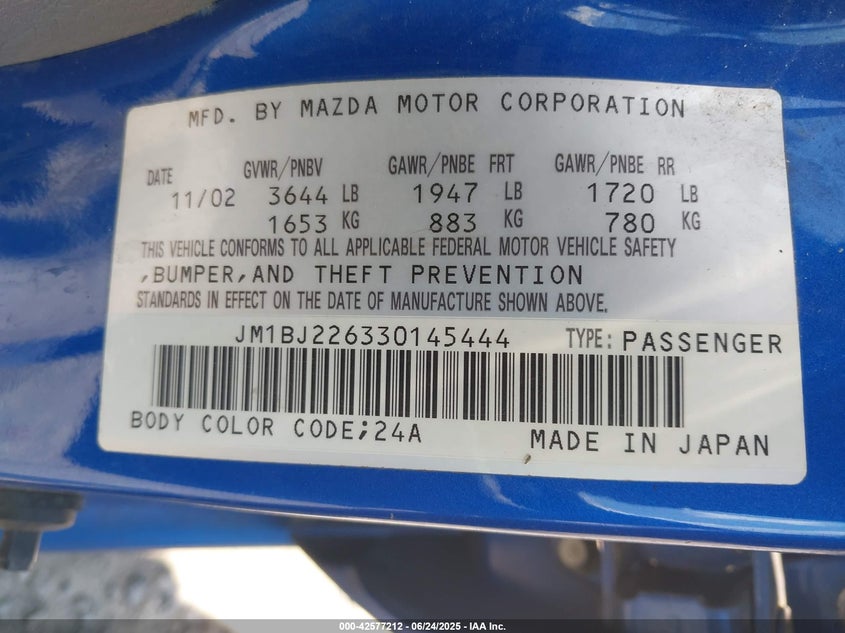 MFD. BY MAZDA MOTOR CORPORATION
DATE GVWR/PNBV GAWR/PNBE FRT GAWR/PNBE RR
11/02 3644 LB 1947 LB 1720 LB
1653 KG 883 KG 780 KG
THIS VEHICLE CONFORMS TO ALL APPLICABLE FEDERAL MOTOR VEHICLE SAFETY
,BUMPER,AND THEFT PREVENTION
STANDARDS IN EFFECT ON THE DATE OF MANUFACTURE SHOWN ABOVE.
JM1BJ226330145444 TYPE: PASSENGER
BODY COLOR CODE;24A MADE IN JAPAN
000-42577212 - 06/24/2025 - IAA Inc.